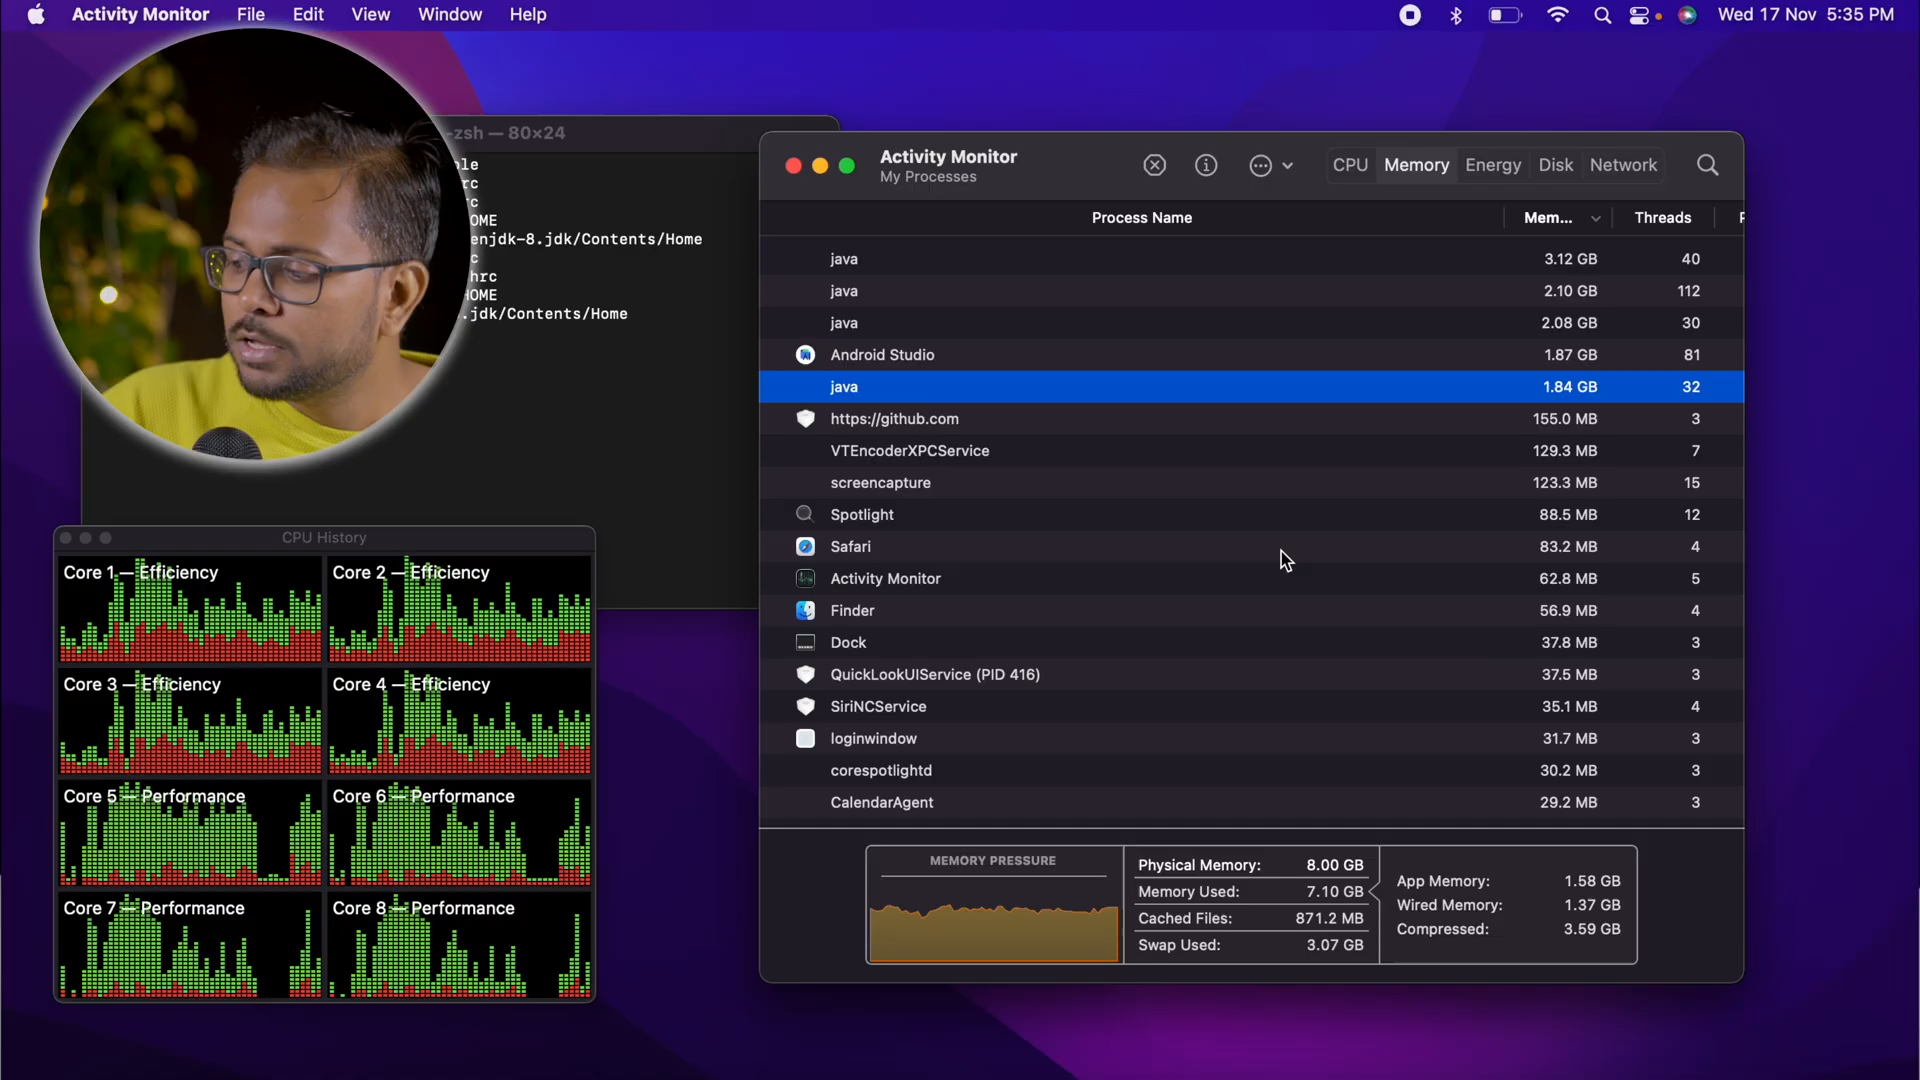 Activity Monitor File Edit View Window Help Wed 17 Nov 5:35 PM
-zsh — 80×24
ole
rc
c
OME
enjdk-8.jdk/Contents/Home
c
hrc
HOME
.jdk/Contents/Home
CPU History
Core 1 — Efficiency Core 2 — Efficiency
Core 3 — Efficiency Core 4 — Efficiency
Core 5 — Performance Core 6 — Performance
Core 7 — Performance Core 8 — Performance
Activity Monitor
My Processes
CPU Memory Energy Disk Network
Process Name Mem... Threads
java 3.12 GB 40
java 2.10 GB 112
java 2.08 GB 30
Android Studio 1.87 GB 81
java 1.84 GB 32
https://github.com 155.0 MB 3
VTEncoderXPCService 129.3 MB 7
screencapture 123.3 MB 15
Spotlight 88.5 MB 12
Safari 83.2 MB 4
Activity Monitor 62.8 MB 5
Finder 56.9 MB 4
Dock 37.8 MB 3
QuickLookUIService (PID 416) 37.5 MB 3
SiriNCService 35.1 MB 4
loginwindow 31.7 MB 3
corespotlightd 30.2 MB 3
CalendarAgent 29.2 MB 3
MEMORY PRESSURE
Physical Memory: 8.00 GB
Memory Used: 7.10 GB
Cached Files: 871.2 MB
Swap Used: 3.07 GB
App Memory: 1.58 GB
Wired Memory: 1.37 GB
Compressed: 3.59 GB